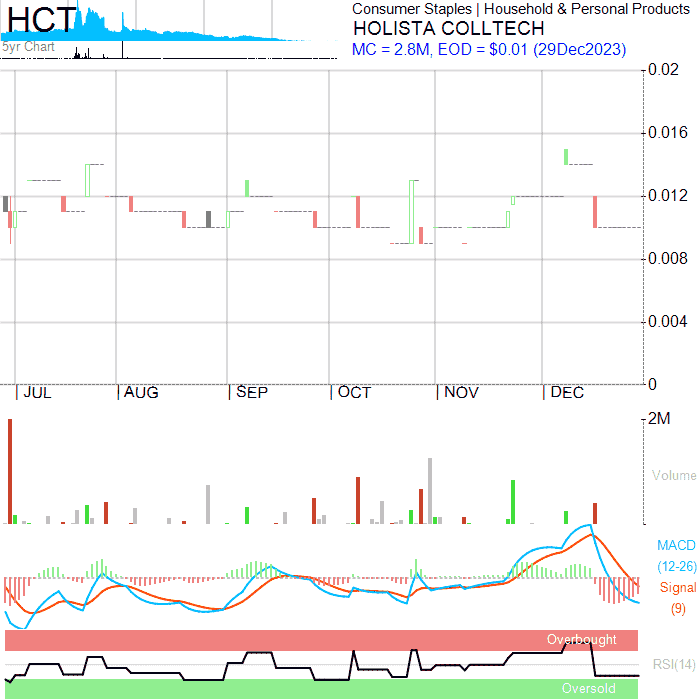 HCT
5yr Chart
Consumer Staples | Household & Personal Products
HOLISTA COLLTECH
MC = 2.8M, EOD = $0.01 (29Dec2023)
0.02
0.016
0.012
0.008
0.004
0
JUL AUG SEP OCT NOV DEC
2M
Volume
MACD
(12-26)
Signal
(9)
Overbought
RSI(14)
Oversold